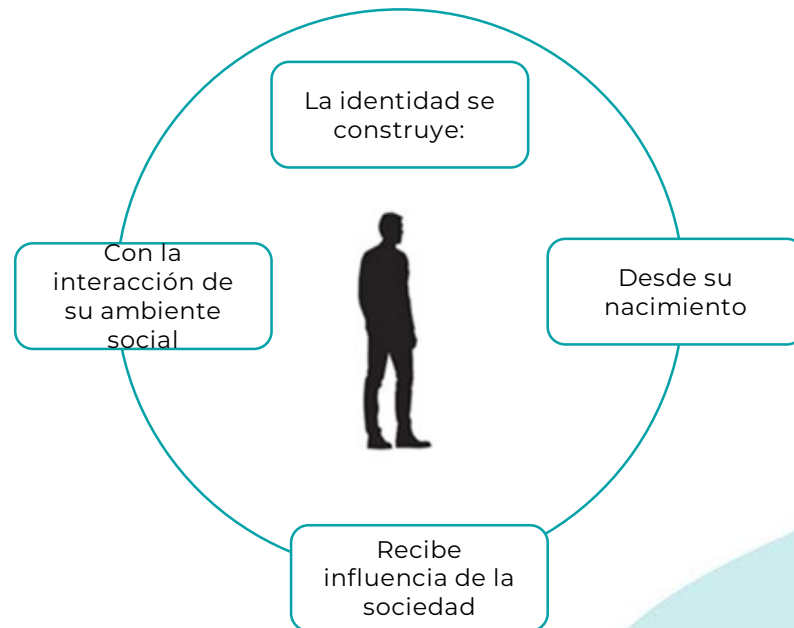 La identidad se
construye:
Desde su
nacimiento
Recibe
influencia de la
sociedad
Con la
interacción de
su ambiente
social